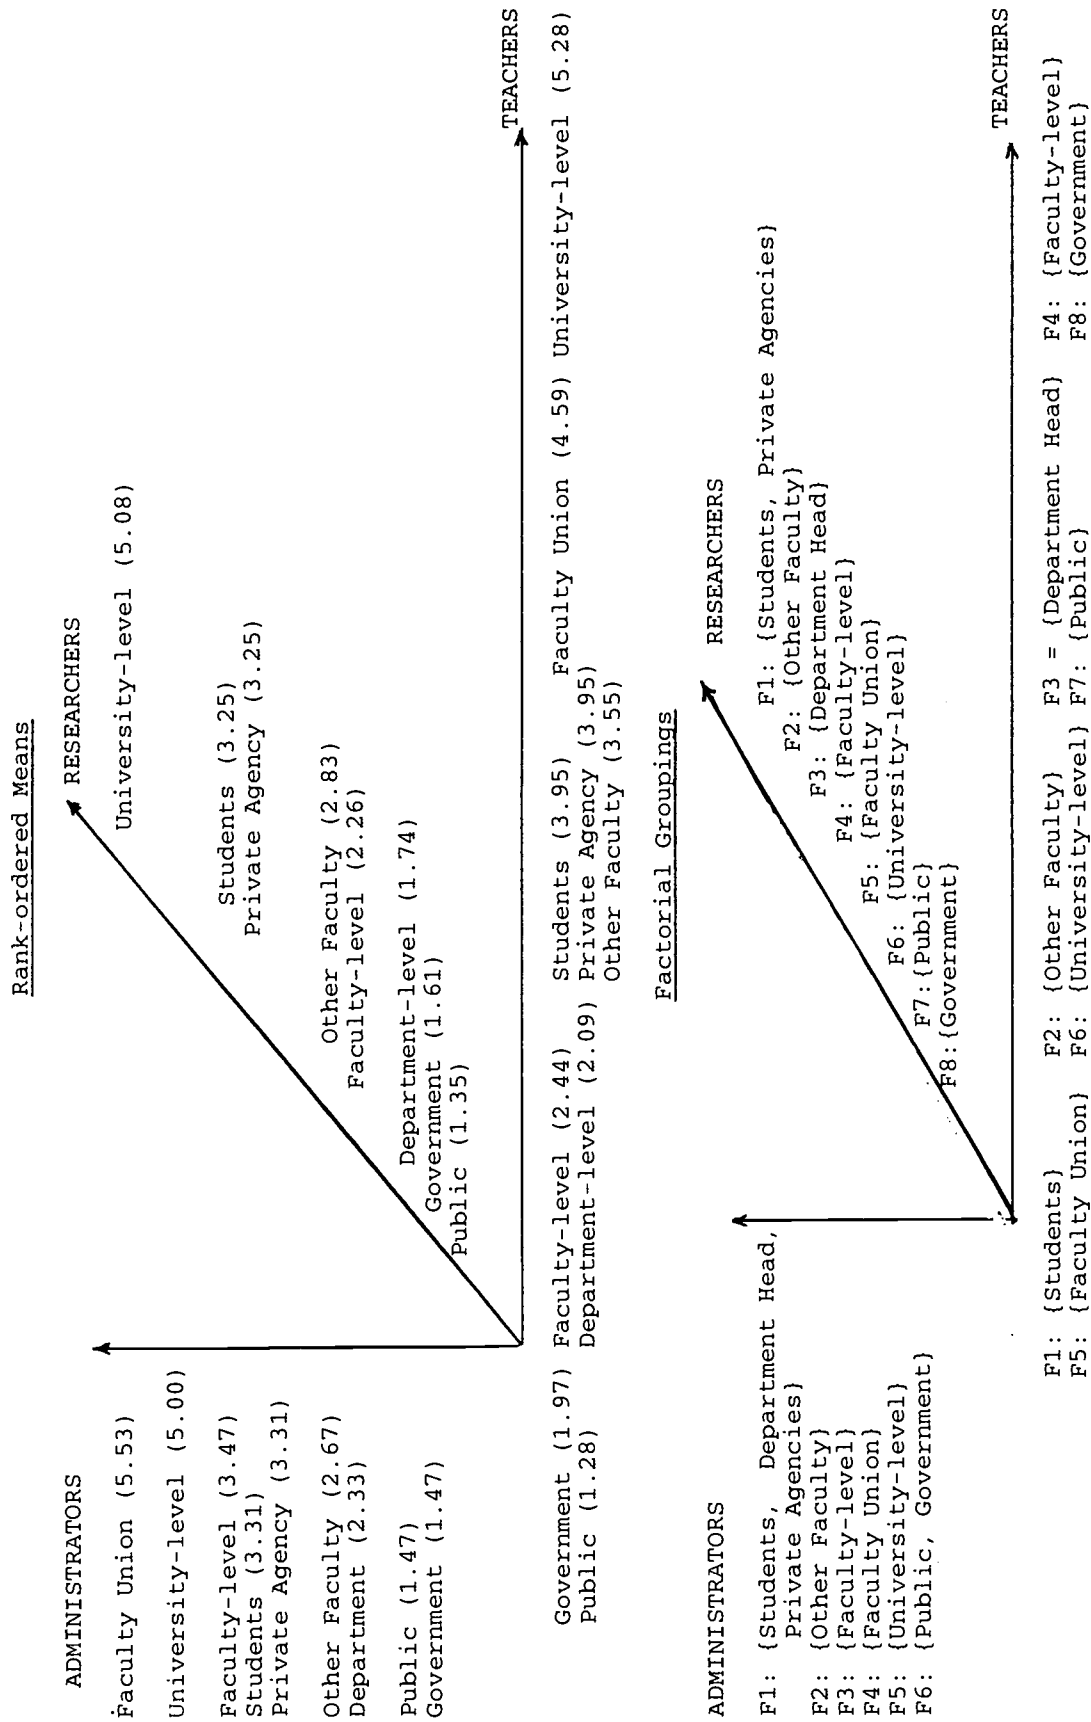 Rank-ordered Means
ADMINISTRATORS
Faculty Union (5.53)
University-level (5.00)
Faculty-level (3.47)
Students (3.31)
Private Agency (3.31)
Other Faculty (2.67)
Department (2.33)
Public (1.47)
Government (1.47)
RESEARCHERS
University-level (5.08)
Students (3.25)
Private Agency (3.25)
Other Faculty (2.83)
Faculty-level (2.26)
Department-level (1.74)
Government (1.61)
Public (1.35)
TEACHERS
Government (1.97) Faculty-level (2.44) Students (3.95) Faculty Union (4.59) University-level (5.28)
Public (1.28) Department-level (2.09) Private Agency (3.95)
Other Faculty (3.55)
Factorial Groupings
ADMINISTRATORS
F1: {Students, Department Head,
Private Agencies}
F2: {Other Faculty}
F3: {Faculty-level}
F4: {Faculty Union}
F5: {University-level}
F6: {Public, Government}
RESEARCHERS
F1: {Students, Private Agencies}
F2: {Other Faculty}
F3: {Department Head}
F4: {Faculty-level}
F5: {Faculty Union}
F6: {University-level}
F7:{Public}
F8:{Government}
TEACHERS
F1: {Students} F2: {Other Faculty} F3 = {Department Head} F4: {Faculty-level}
F5: {Faculty Union} F6: {University-level} F7: {Public} F8: {Government}